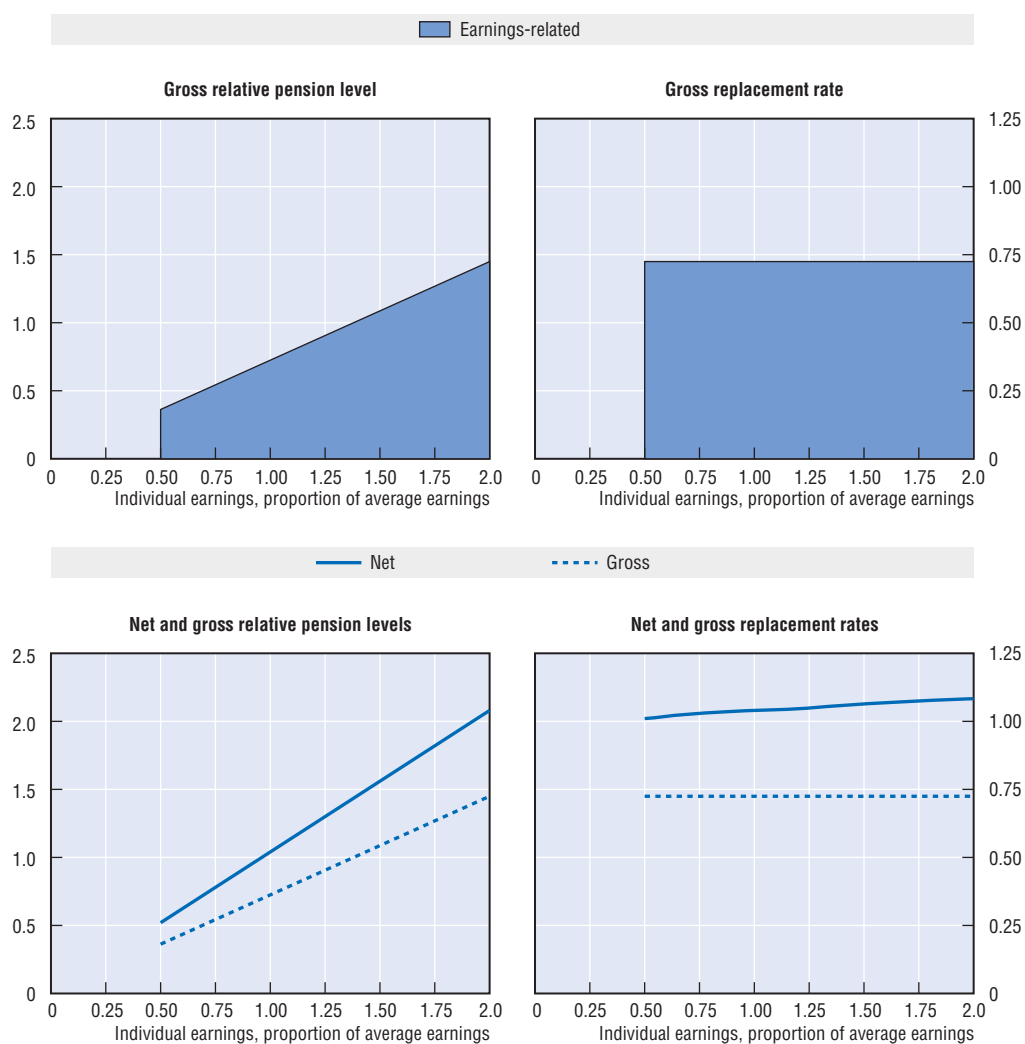 Earnings-related
Gross relative pension level
2.5
2.0
1.5
1.0
0.5
0
0 0.25 0.50 0.75 1.00 1.25 1.50 1.75 2.0
Individual earnings, proportion of average earnings
Gross replacement rate
1.25
1.00
0.75
0.50
0.25
0
0 0.25 0.50 0.75 1.00 1.25 1.50 1.75 2.0
Individual earnings, proportion of average earnings
Net Gross
Net and gross relative pension levels
2.5
2.0
1.5
1.0
0.5
0
0 0.25 0.50 0.75 1.00 1.25 1.50 1.75 2.0
Individual earnings, proportion of average earnings
Net and gross replacement rates
1.25
1.00
0.75
0.50
0.25
0
0 0.25 0.50 0.75 1.00 1.25 1.50 1.75 2.0
Individual earnings, proportion of average earnings